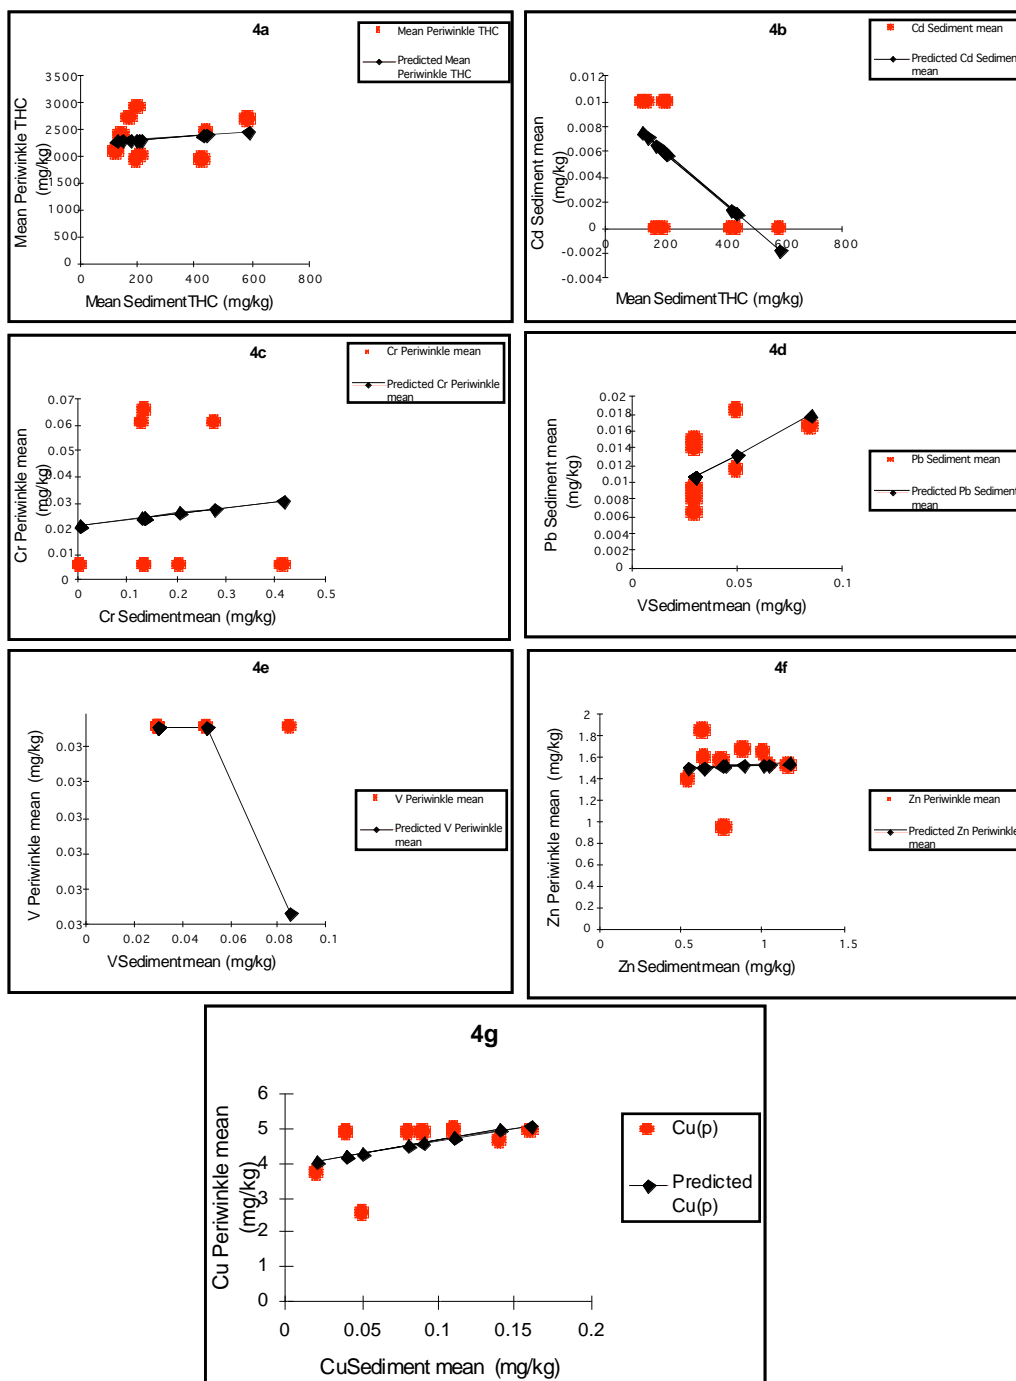 4a
Mean Periwinkle THC
Predicted Mean
Periwinkle THC
Mean Periwinkle THC
(mg/kg)
3500
3000
2500
2000
1500
1000
500
0
0 200 400 600 800
Mean SedimentTHC (mg/kg)
4b
Cd Sediment mean
Predicted Cd Sediment
mean
Cd Sediment mean
(mg/kg)
0.012
0.01
0.008
0.006
0.004
0.002
0
-0.002
-0.004
0 200 400 600 800
Mean SedimentTHC (mg/kg)
4c
Cr Periwinkle mean
Predicted Cr Periwinkle
mean
Cr Periwinkle mean
(mg/kg)
0.07
0.06
0.05
0.04
0.03
0.02
0.01
0
0 0.1 0.2 0.3 0.4 0.5
Cr Sedimentmean (mg/kg)
4d
Pb Sediment mean
Predicted Pb Sediment
mean
Pb Sediment mean
(mg/kg)
0.02
0.018
0.016
0.014
0.012
0.01
0.008
0.006
0.004
0.002
0
0 0.05 0.1
VSedimentmean (mg/kg)
4e
V Periwinkle mean
Predicted V Periwinkle
mean
V Periwinkle mean (mg/kg)
0.03
0.03
0.03
0.03
0.03
0.03
0 0.02 0.04 0.06 0.08 0.1
VSedimentmean (mg/kg)
4f
Zn Periwinkle mean
Predicted Zn Periwinkle
mean
Zn Periwinkle mean (mg/kg)
2
1.8
1.6
1.4
1.2
1
0.8
0.6
0.4
0.2
0
0 0.5 1 1.5
Zn Sedimentmean (mg/kg)
4g
Cu(p)
Predicted
Cu(p)
Cu Periwinkle mean
(mg/kg)
6
5
4
3
2
1
0
0 0.05 0.1 0.15 0.2
CuSediment mean (mg/kg)